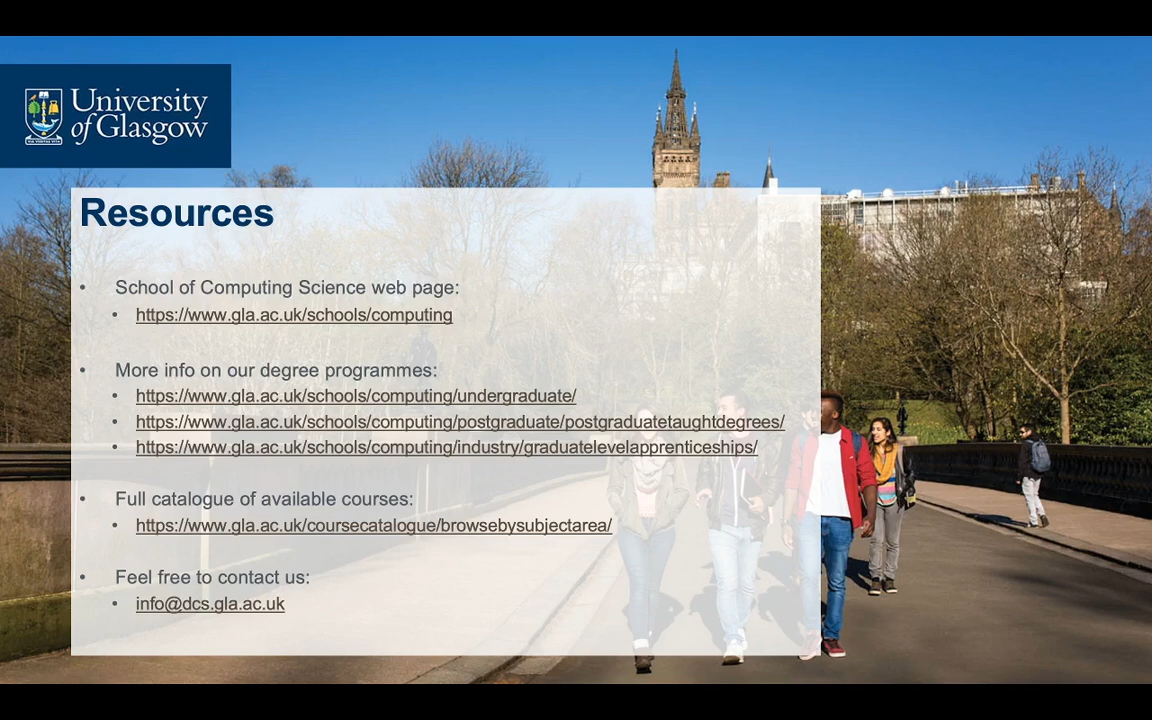 University
of Glasgow
Resources
• School of Computing Science web page:
• https://www.gla.ac.uk/schools/computing
• More info on our degree programmes:
• https://www.gla.ac.uk/schools/computing/undergraduate/
• https://www.gla.ac.uk/schools/computing/postgraduate/postgraduatetaughtdegrees/
• https://www.gla.ac.uk/schools/computing/industry/graduatelevelapprenticeships/
• Full catalogue of available courses:
• https://www.gla.ac.uk/coursecatalogue/browsebysubjectarea/
• Feel free to contact us:
• info@dcs.gla.ac.uk